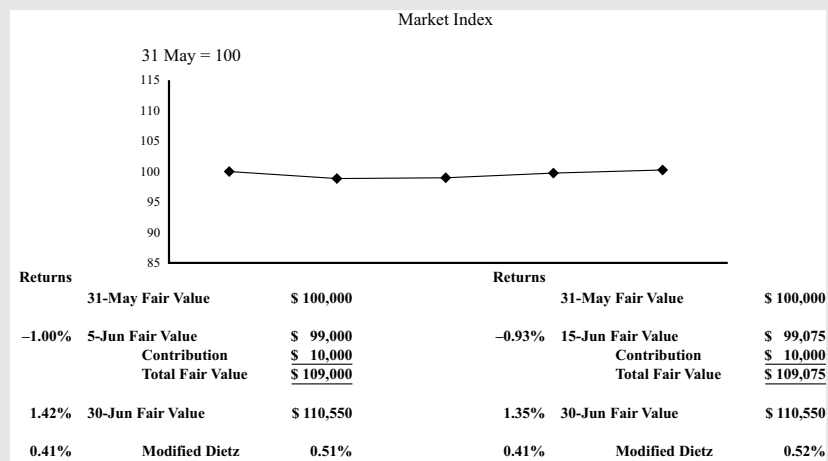 Market Index
31 May = 100
115
110
105
100
95
90
85
Returns Returns
31-May Fair Value $ 100,000 31-May Fair Value $ 100,000
–1.00% 5-Jun Fair Value $ 99,000 –0.93% 15-Jun Fair Value $ 99,075
Contribution $ 10,000 Contribution $ 10,000
Total Fair Value $ 109,000 Total Fair Value $ 109,075
1.42% 30-Jun Fair Value $ 110,550 1.35% 30-Jun Fair Value $ 110,550
0.41% Modified Dietz 0.51% 0.41% Modified Dietz 0.52%